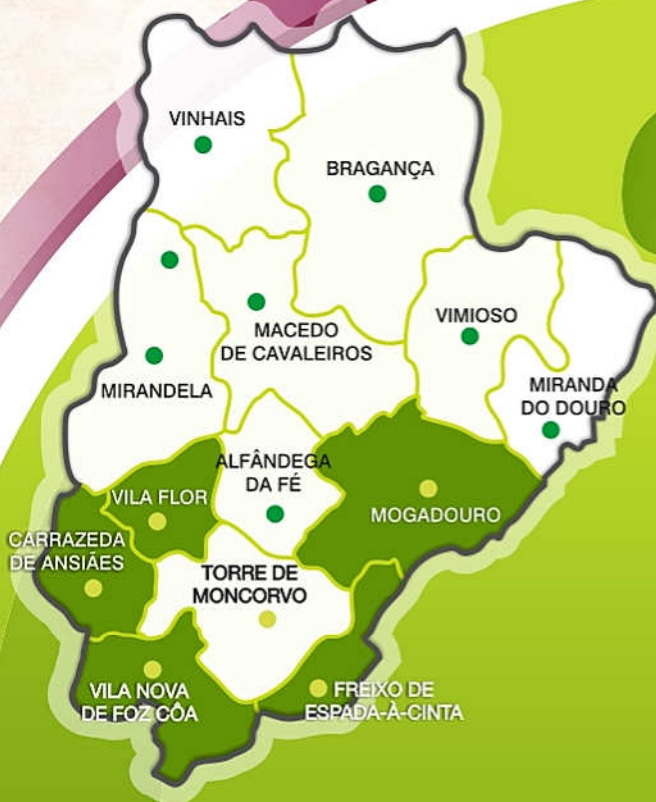 VINHAIS
BRAGANÇA
MACEDO
DE CAVALEIROS
VIMIOSO
MIRANDELA
MIRANDA
DO DOURO
ALFÂNDEGA
DA FÉ
VILA FLOR
MOGADOURO
CARRAZEDA
DE ANSIÃES
TORRE DE
MONCORVO
VILA NOVA
DE FOZ CÔA
FREIXO DE
ESPADA-À-CINTA